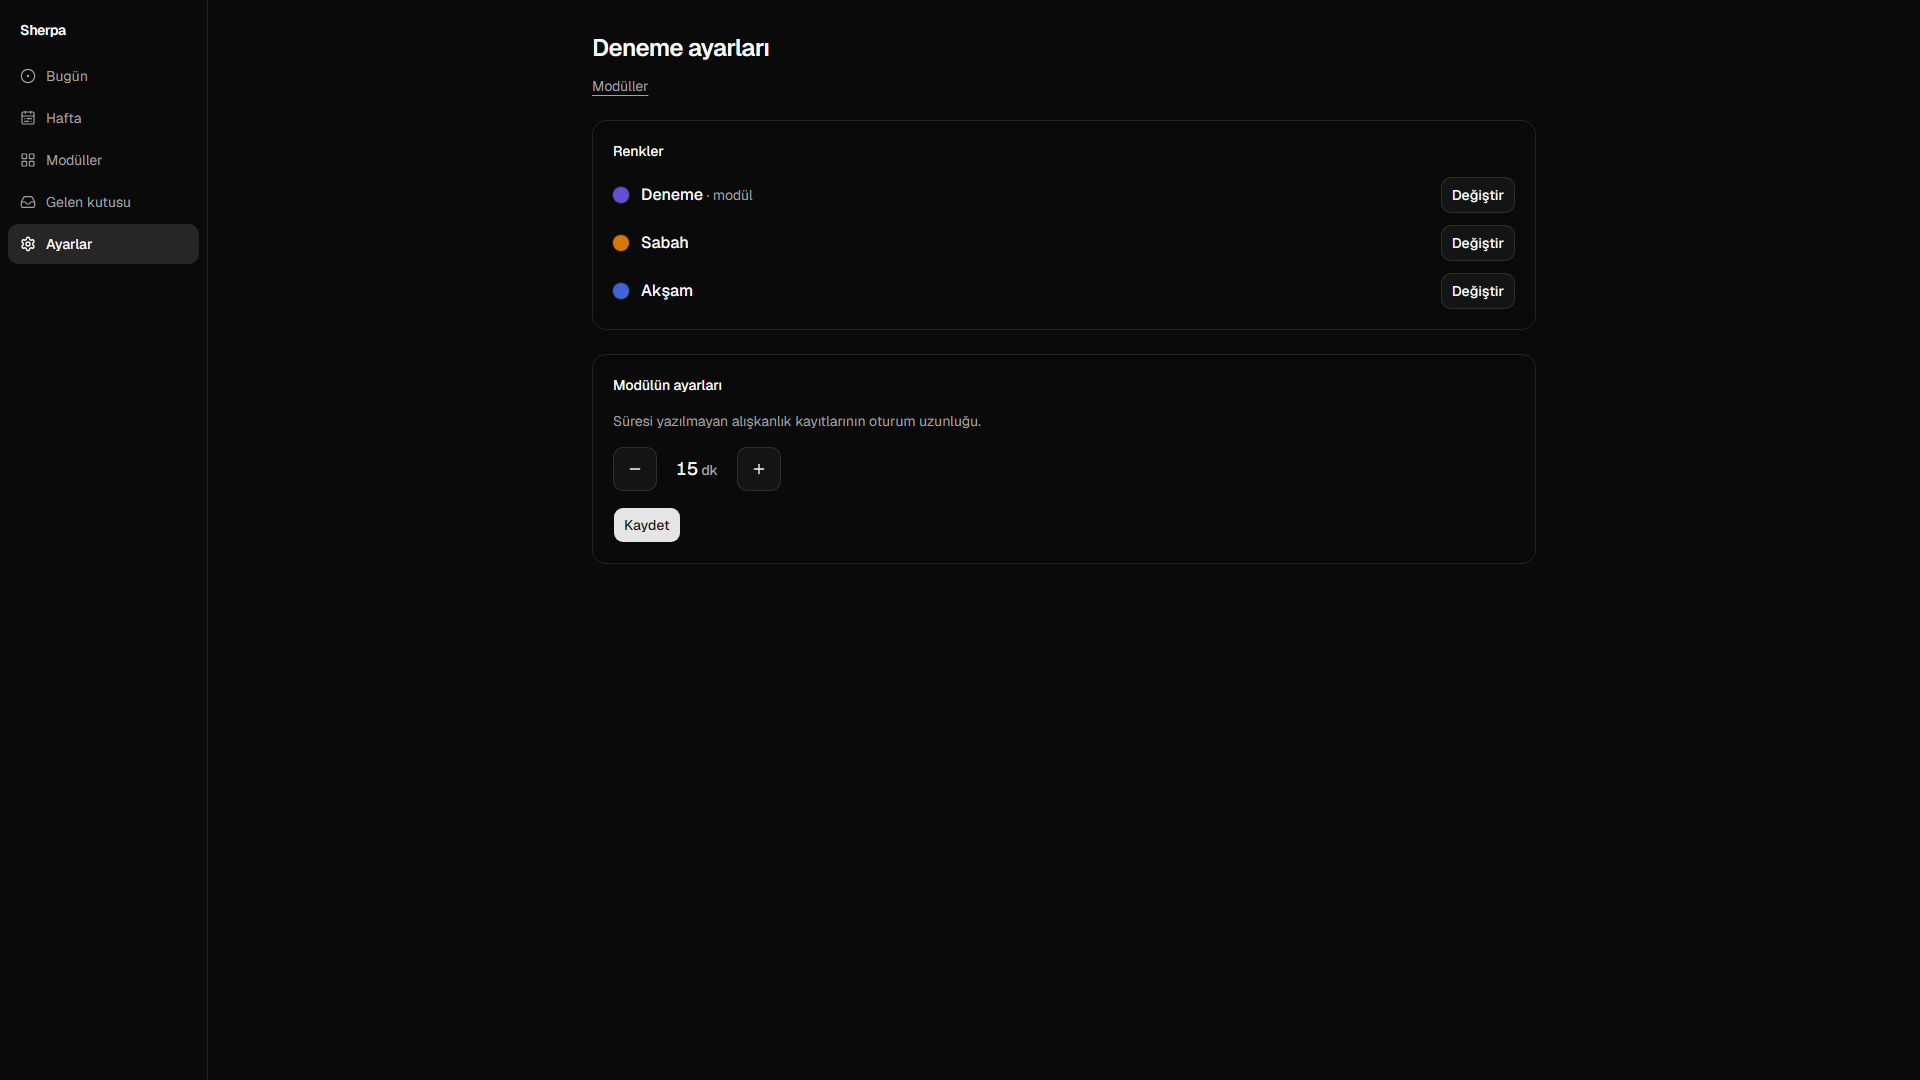 Sherpa
Bugün
Hafta
Modüller
Gelen kutusu
Ayarlar
Deneme ayarları
Modüller
Renkler
Deneme · modül
Değiştir
Sabah
Değiştir
Akşam
Değiştir
Modülün ayarları
Süresi yazılmayan alışkanlık kayıtlarının oturum uzunluğu.
− 15 dk +
Kaydet